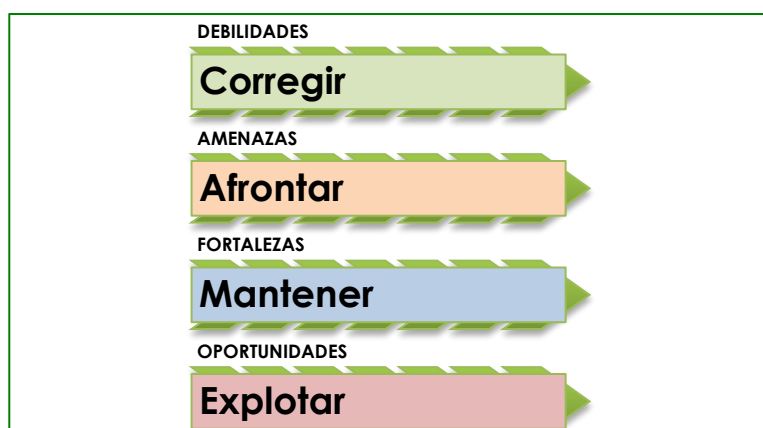 DEBILIDADES
Corregir
AMENAZAS
Afrontar
FORTALEZAS
Mantener
OPORTUNIDADES
Explotar